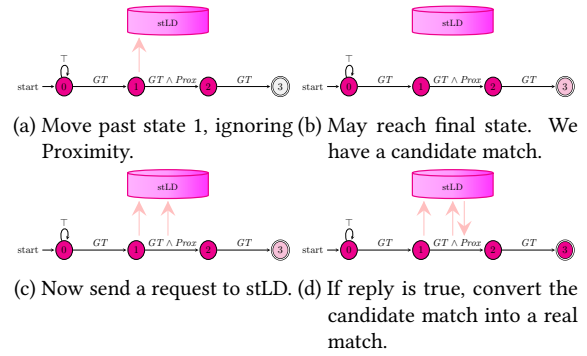 stLD
⊤
start 0 GT 1 GT ∧ Prox 2 GT 3
(a) Move past state 1, ignoring
Proximity.
stLD
⊤
start 0 GT 1 GT ∧ Prox 2 GT 3
(b) May reach final state. We
have a candidate match.
stLD
⊤
start 0 GT 1 GT ∧ Prox 2 GT 3
(c) Now send a request to stLD.
stLD
⊤
start 0 GT 1 GT ∧ Prox 2 GT 3
(d) If reply is true, convert the
candidate match into a real
match.